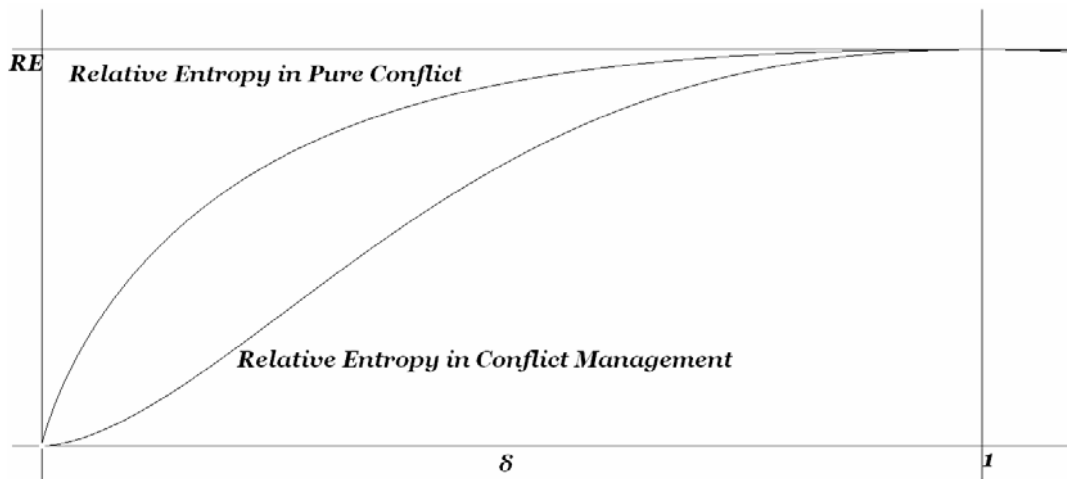 RE
Relative Entropy in Pure Conflict
Relative Entropy in Conflict Management
δ
1